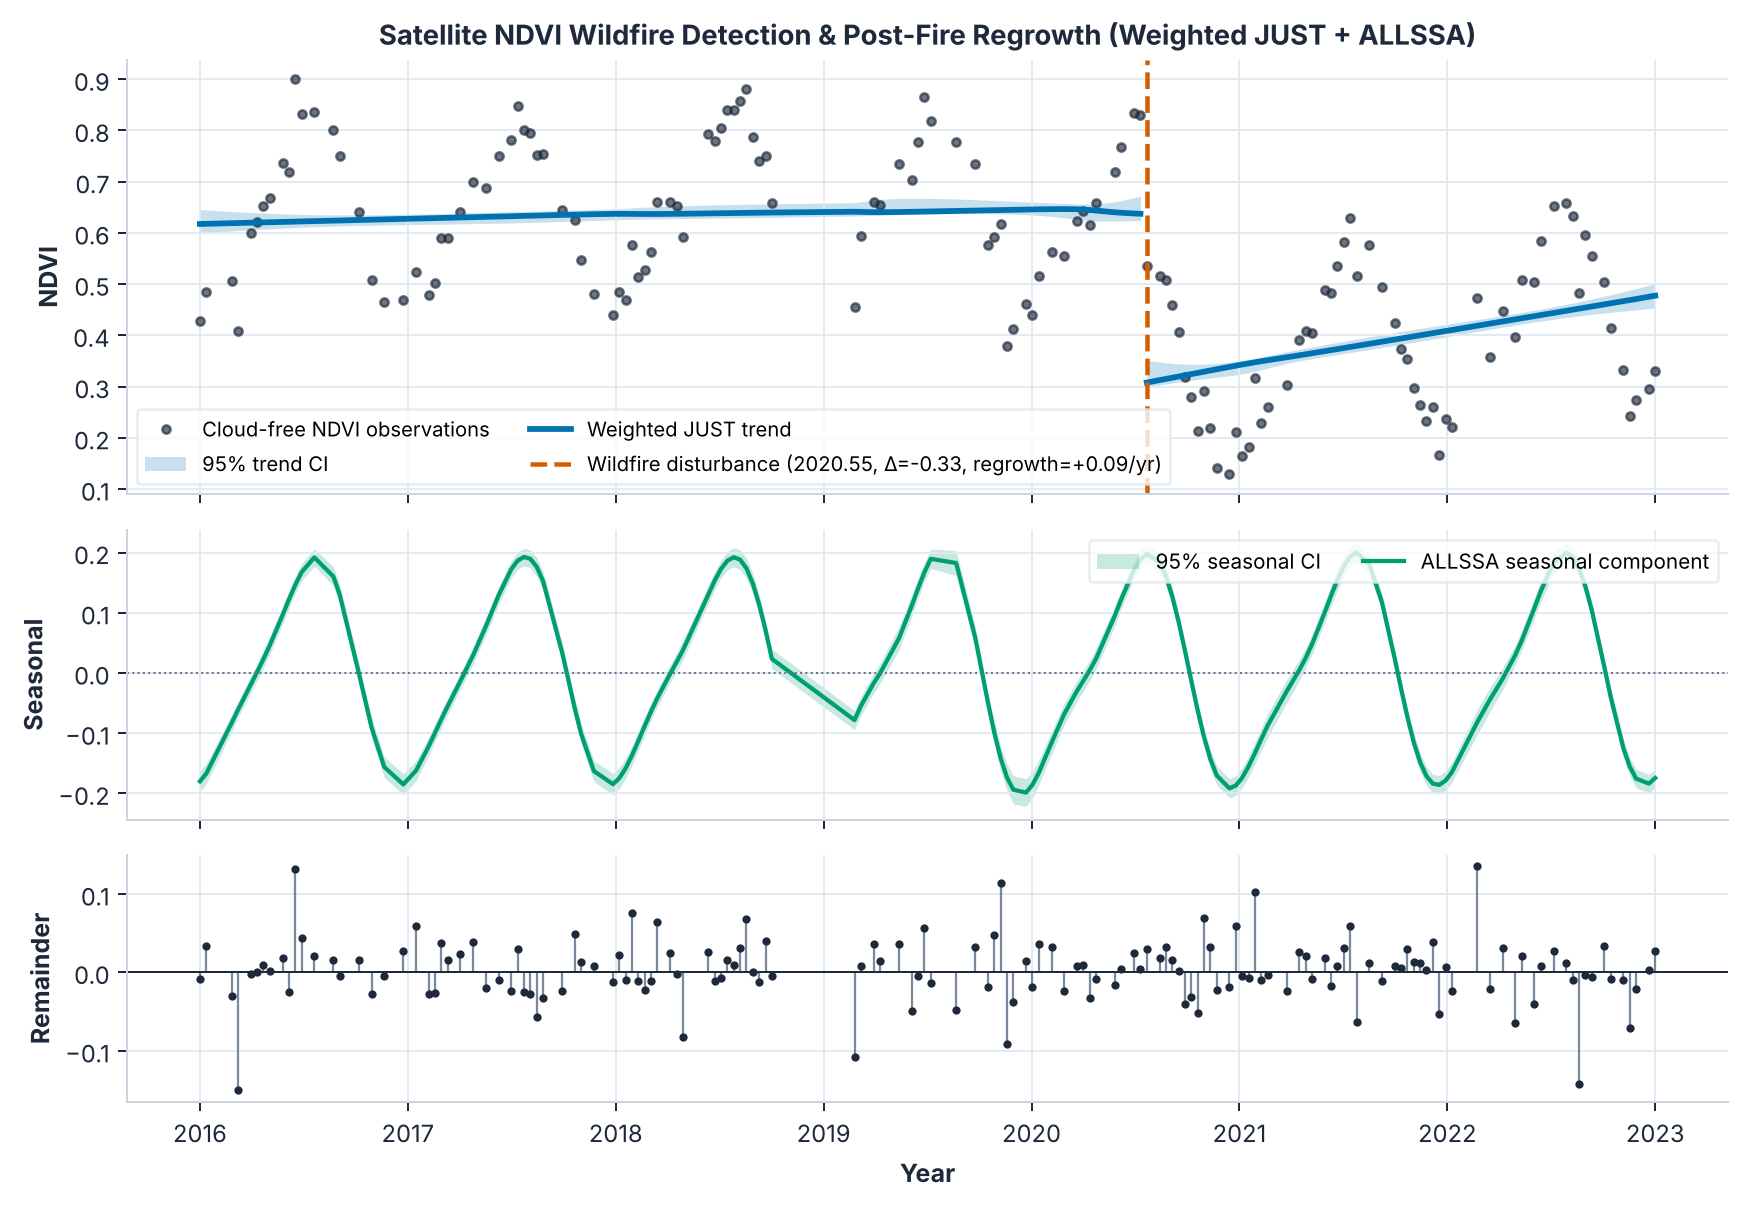 Satellite NDVI Wildfire Detection & Post-Fire Regrowth (Weighted JUST + ALLSSA)
NDVI
0.9
0.8
0.7
0.6
0.5
0.4
0.3
0.2
0.1
Cloud-free NDVI observations
95% trend CI
Weighted JUST trend
Wildfire disturbance (2020.55, Δ=-0.33, regrowth=+0.09/yr)
Seasonal
0.2
0.1
0.0
−0.1
−0.2
95% seasonal CI
ALLSSA seasonal component
Remainder
0.1
0.0
−0.1
2016 2017 2018 2019 2020 2021 2022 2023
Year